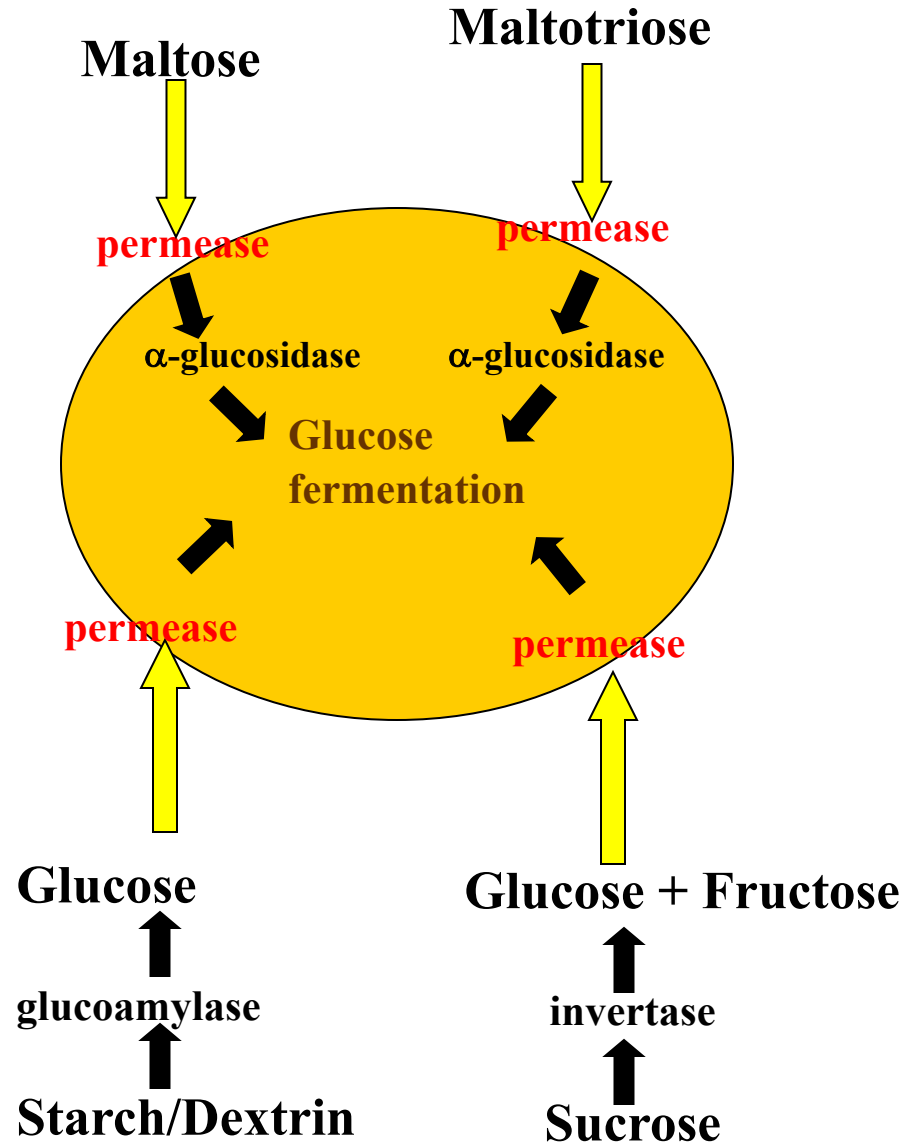 Maltose
Maltotriose
permease
permease
α-glucosidase
α-glucosidase
Glucose
fermentation
permease
permease
Glucose
Glucose + Fructose
glucoamylase
invertase
Starch/Dextrin
Sucrose